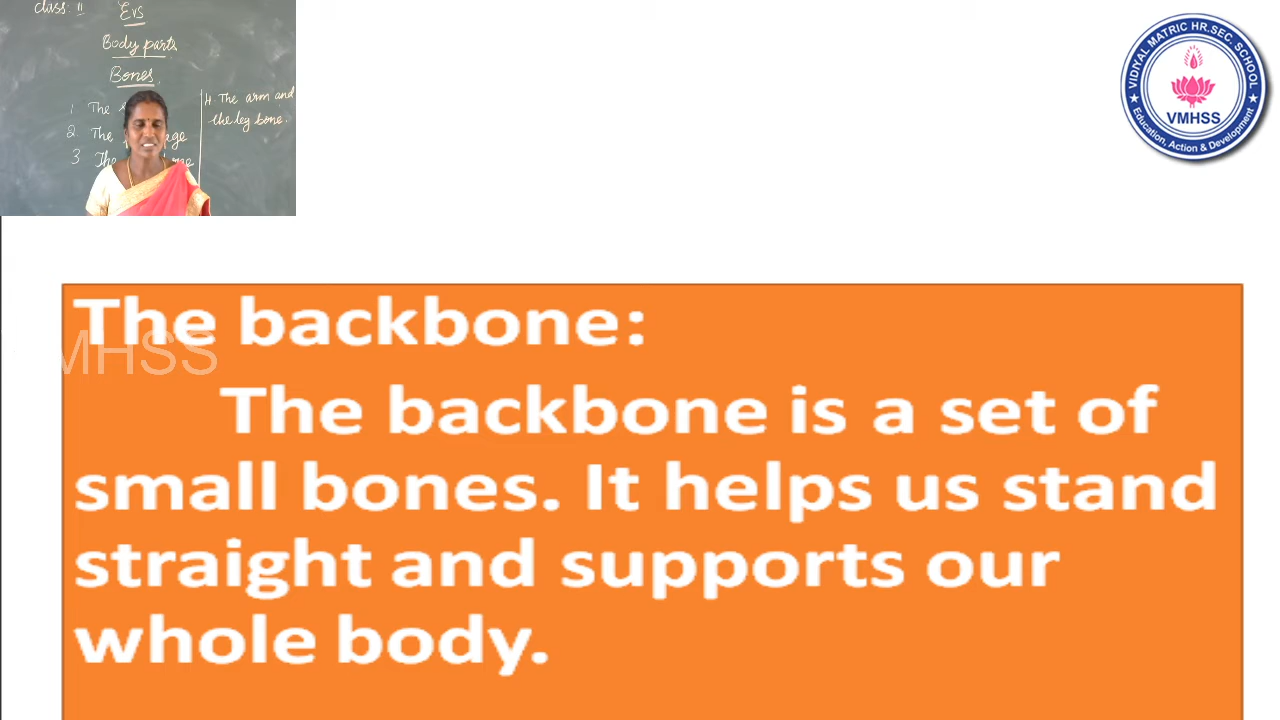 class: II
Evs
Body parts
Bones
1. The
2. The
3. The
4. The arm and
the leg bone.
VIDIYAL MATRIC HR.SEC. SCHOOL
VMHSS
Education, Action & Development
The backbone:
The backbone is a set of
small bones. It helps us stand
straight and supports our
whole body.
MHSS